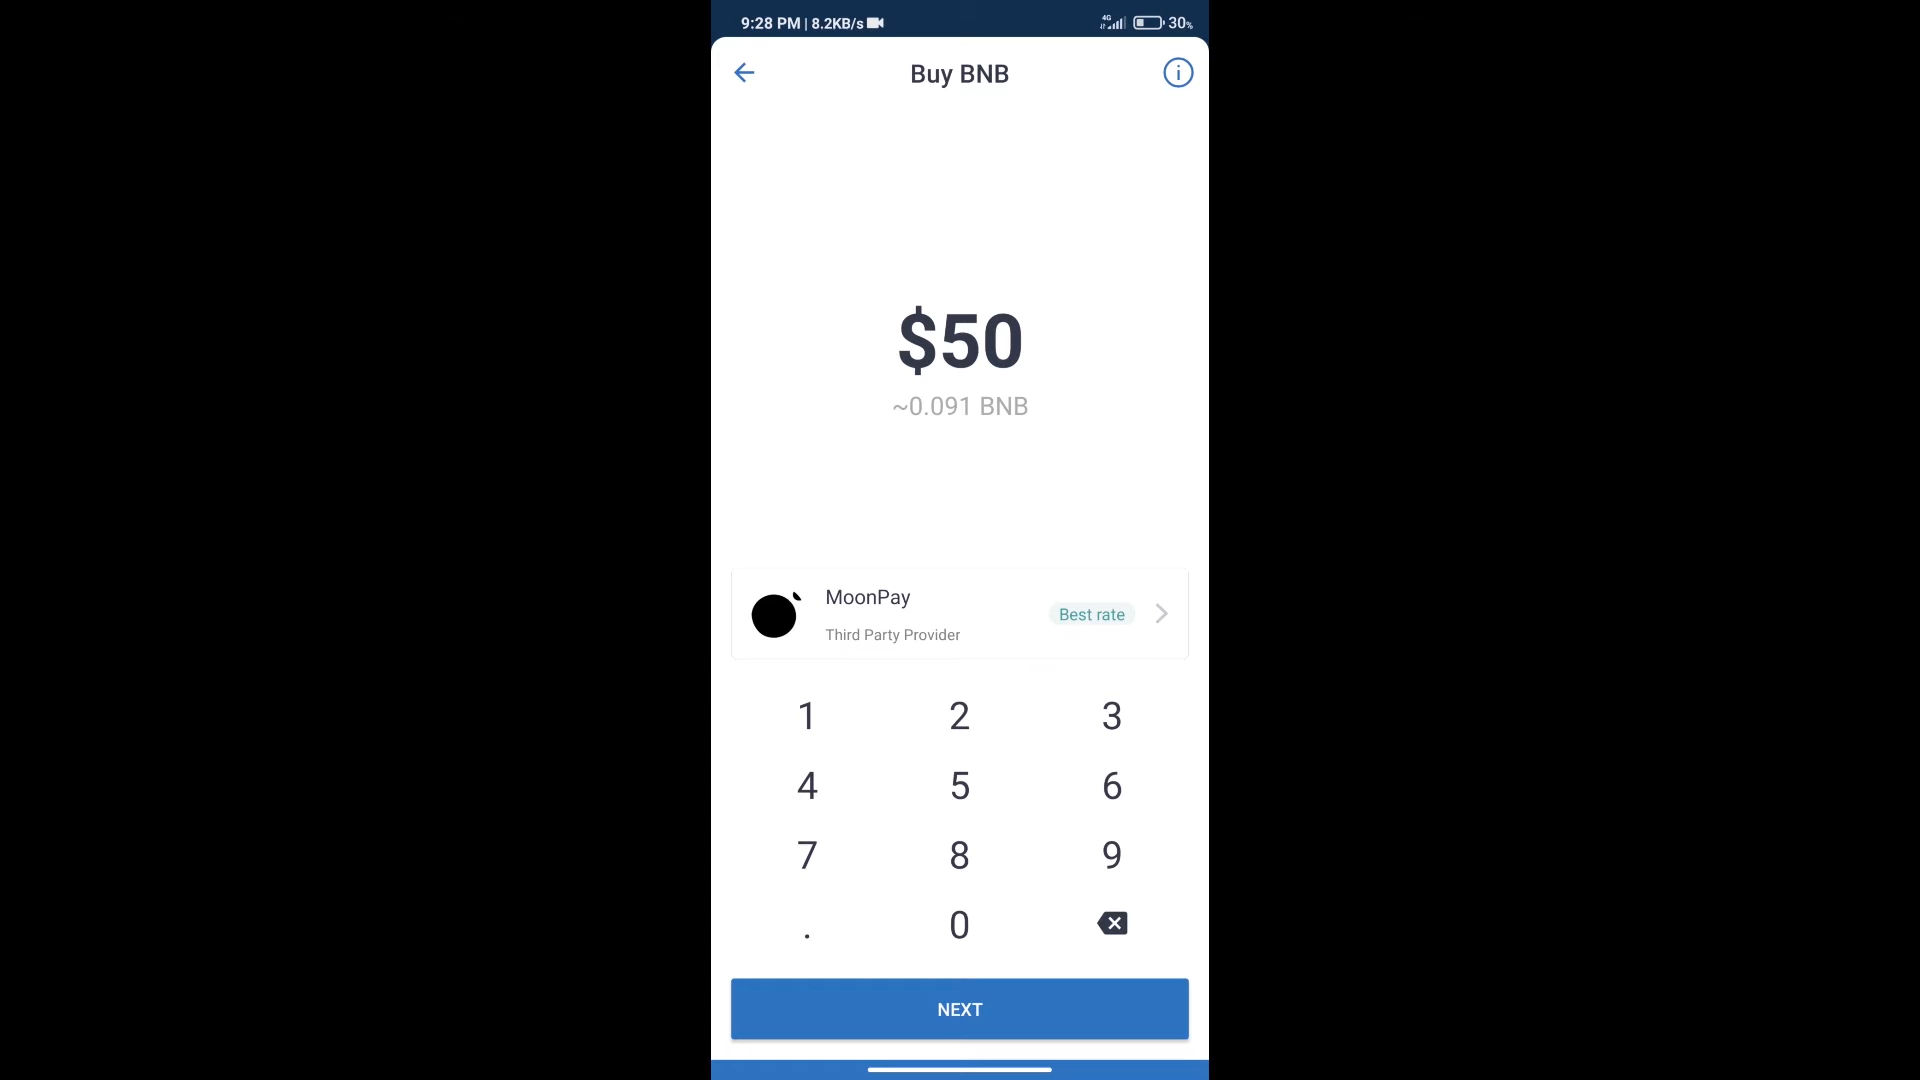 9:28 PM | 8.2KB/s 4G 30%
Buy BNB
$50
~0.091 BNB
MoonPay
Third Party Provider
Best rate
1 2 3
4 5 6
7 8 9
. 0
NEXT